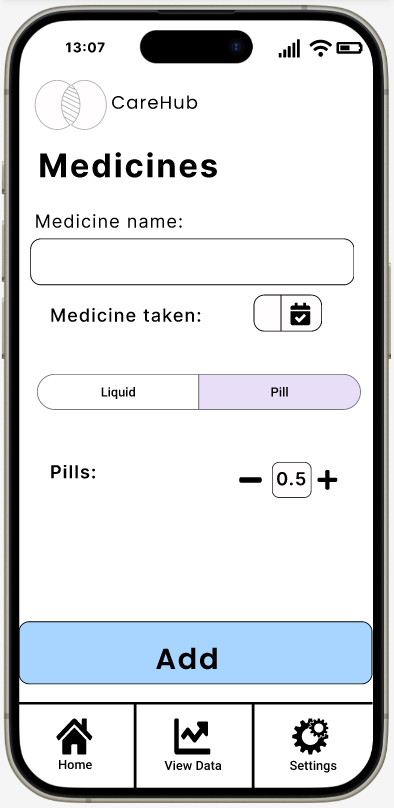 13:07
CareHub
Medicines
Medicine name:
Medicine taken:
Liquid Pill
Pills: 0.5
Add
Home View Data Settings